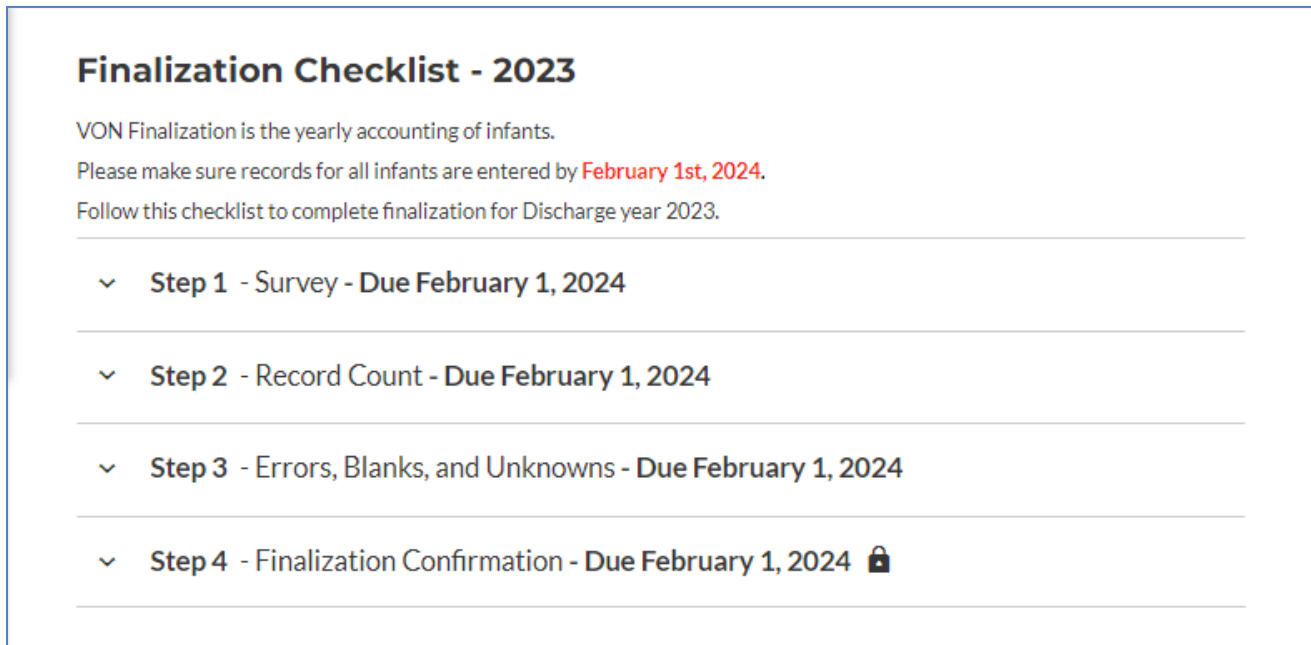 Finalization Checklist - 2023
VON Finalization is the yearly accounting of infants.
Please make sure records for all infants are entered by February 1st, 2024.
Follow this checklist to complete finalization for Discharge year 2023.
Step 1 - Survey - Due February 1, 2024
Step 2 - Record Count - Due February 1, 2024
Step 3 - Errors, Blanks, and Unknowns - Due February 1, 2024
Step 4 - Finalization Confirmation - Due February 1, 2024